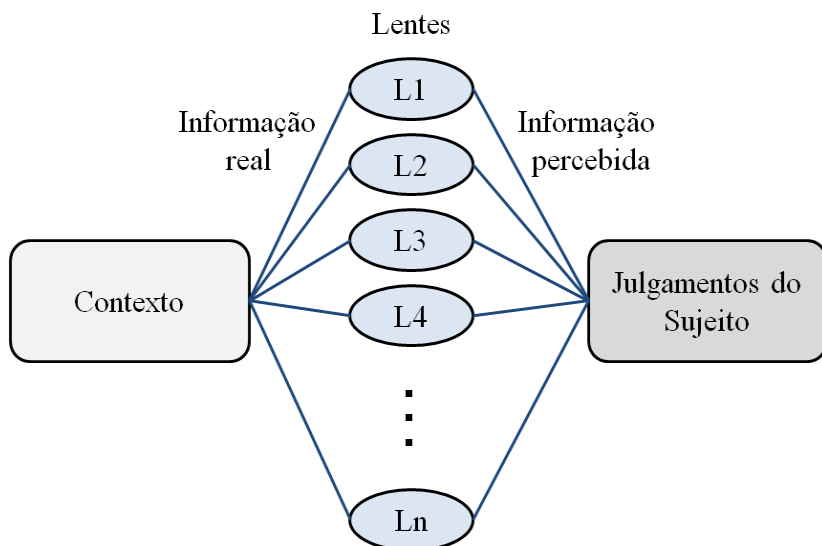 Lentes
L1
Informação
real
Informação
percebida
L2
L3
Contexto
L4
Julgamentos do
Sujeito
Ln